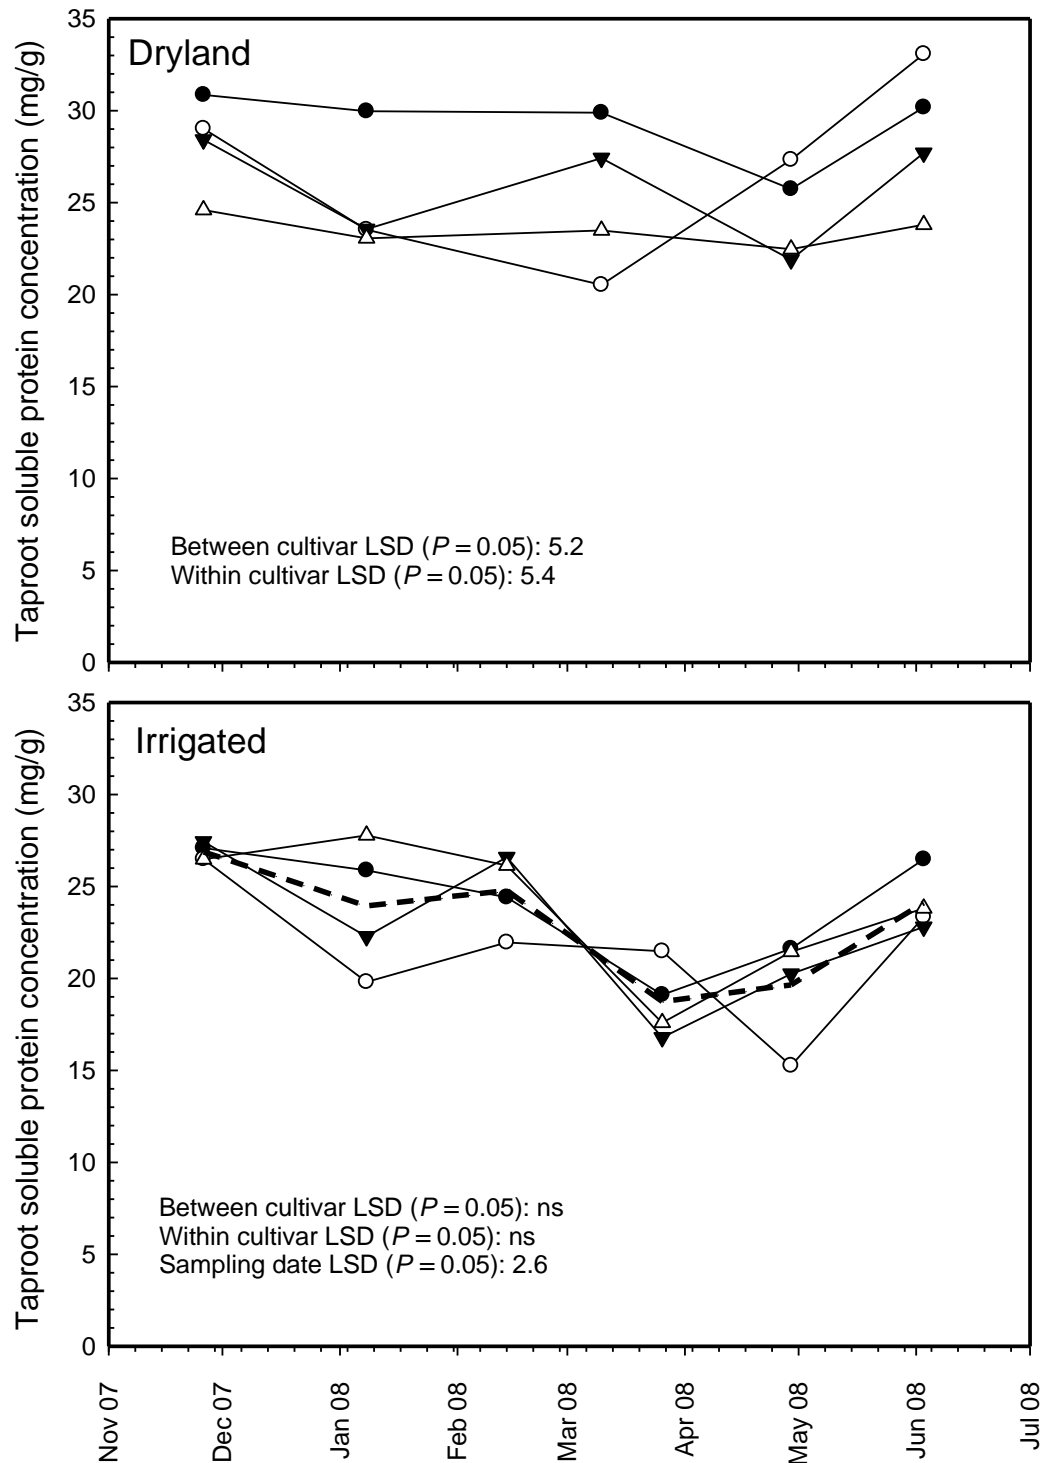 Taproot soluble protein concentration (mg/g)
35
30
25
20
15
10
5
0
Dryland
Between cultivar LSD (P = 0.05): 5.2
Within cultivar LSD (P = 0.05): 5.4
Taproot soluble protein concentration (mg/g)
35
30
25
20
15
10
5
0
Irrigated
Between cultivar LSD (P = 0.05): ns
Within cultivar LSD (P = 0.05): ns
Sampling date LSD (P = 0.05): 2.6
Nov 07
Dec 07
Jan 08
Feb 08
Mar 08
Apr 08
May 08
Jun 08
Jul 08